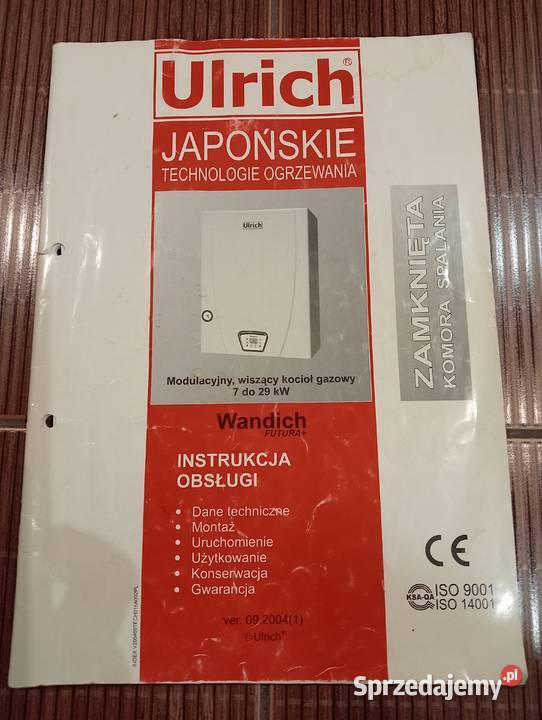 Ulrich®
JAPOŃSKIE
TECHNOLOGIE OGRZEWANIA
Ulrich
Modulacyjny, wiszący kocioł gazowy
7 do 29 kW
ZAMKNIĘTA
KOMORA SPALANIA
Wandich
FUTURA+
INSTRUKCJA
OBSŁUGI
• Dane techniczne
• Montaż
• Uruchomienie
• Użytkowanie
• Konserwacja
• Gwarancja
ver. 09.2004(1)
©Ulrich®
CE
KSA-QA
ISO 9001
ISO 14001
Sprzedajemy.pl